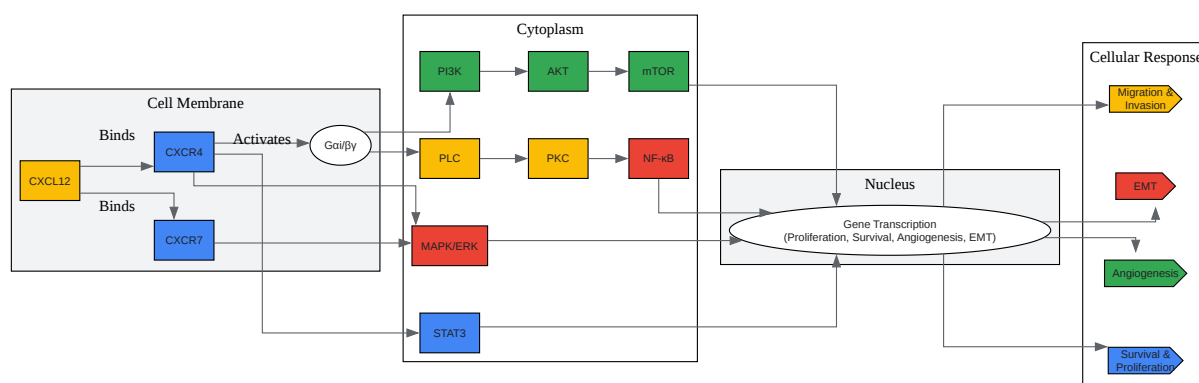 Cell Membrane
Binds
CXCR4
Activates
Gαi/βγ
CXCL12
Binds
CXCR7
Cytoplasm
PI3K
AKT
mTOR
PLC
PKC
NF-κB
MAPK/ERK
STAT3
Nucleus
Gene Transcription
(Proliferation, Survival, Angiogenesis, EMT)
Cellular Response
Migration &
Invasion
EMT
Angiogenesis
Survival &
Proliferation